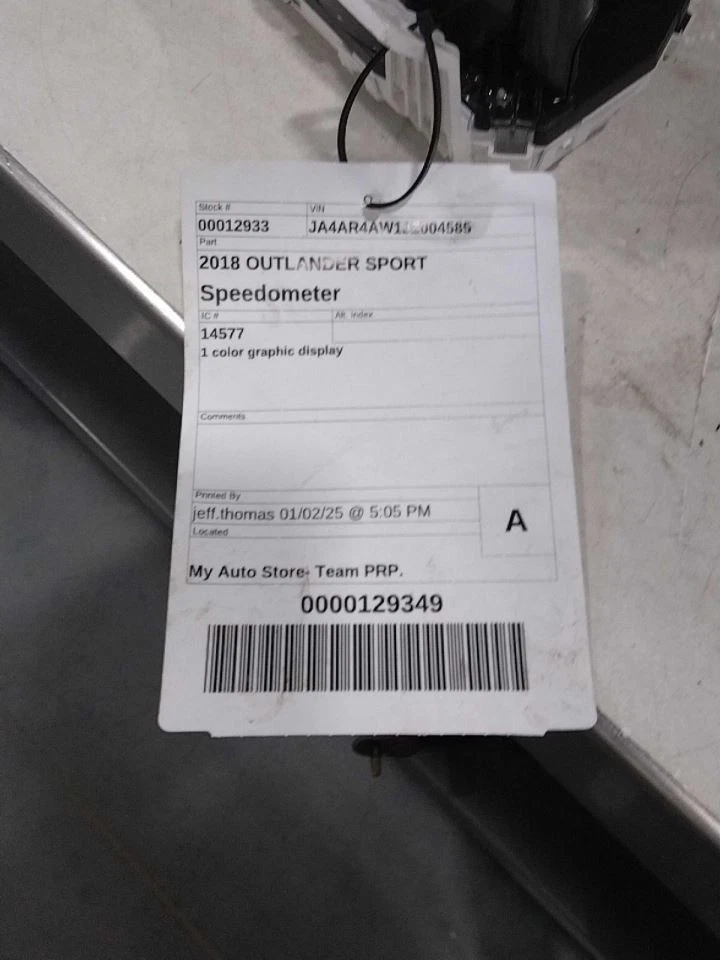 Stock # VIN
00012933
Part
2018 OUTLANDER SPORT
Speedometer
IC # Alt. Index
14577
1 color graphic display
Comments
Printed By
jeff.thomas 01/02/25 @ 5:05 PM
A
Located
My Auto Store- Team PRP.
0000129349